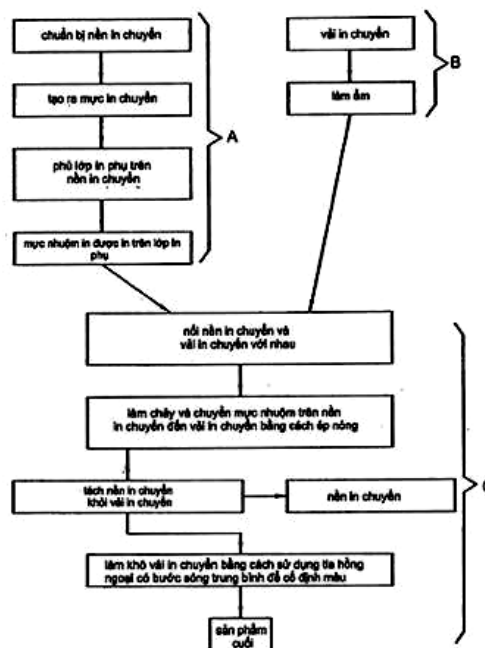 chuẩn bị nền in chuyển
tạo ra mực in chuyển
phủ lớp in phụ trên
nền in chuyển
mực nhuộm in được in trên lớp in
phụ
A
vải in chuyển
làm ẩm
B
nối nền in chuyển và
vải in chuyển với nhau
làm chảy và chuyển mực nhuộm trên nền
in chuyển đến vải in chuyển bằng cách ép nóng
tách nền in chuyển
khỏi vải in chuyển
nền in chuyển
làm khô vải in chuyển bằng cách sử dụng tia hồng
ngoại có bước sóng trung bình để cố định màu
sản phẩm
cuối
C